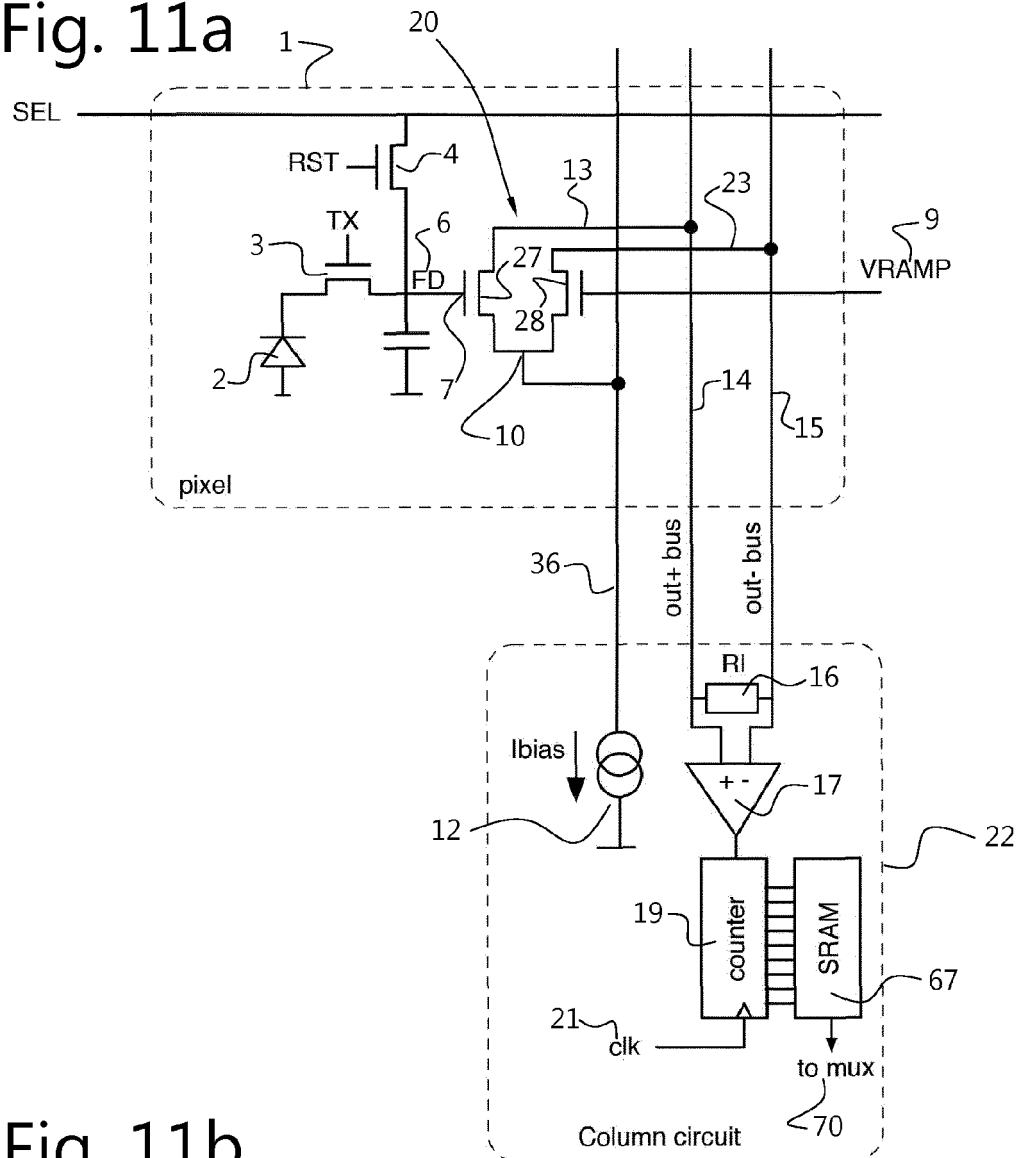 Fig. 11a
1
20
SEL
RST
4
13
23
TX
6
9
3
FD
27
VRAMP
28
2
7
14
10
15
pixel
36
out+ bus
out- bus
RI
16
Ibias
+ -
17
12
22
19
counter
SRAM
67
21
clk
to mux
70
Column circuit
Fig. 11b